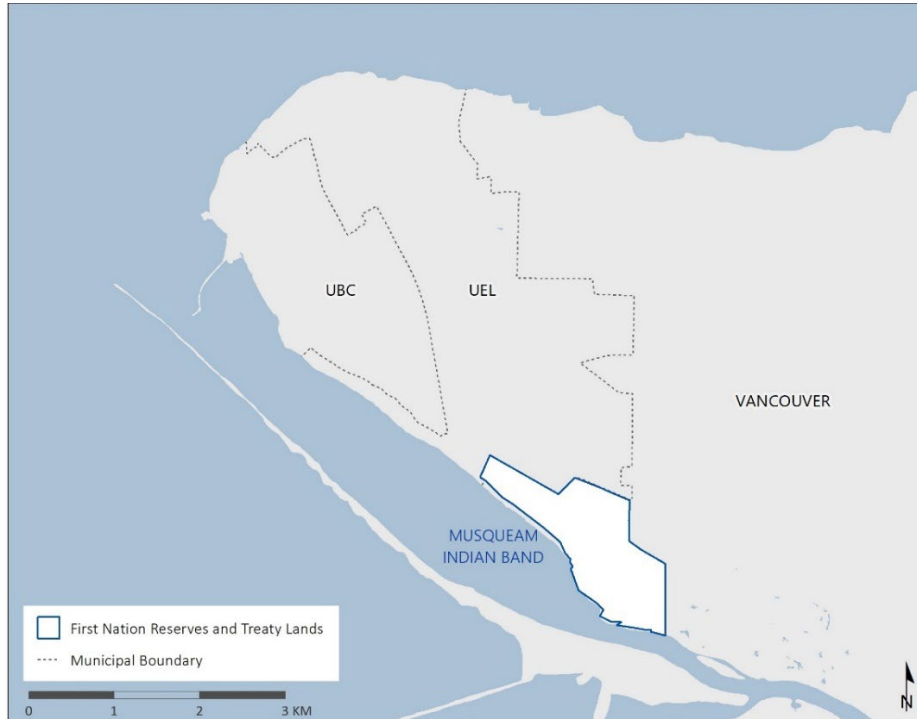 UBC
UEL
VANCOUVER
MUSQUEAM
INDIAN BAND
First Nation Reserves and Treaty Lands
Municipal Boundary
0 1 2 3 KM
N